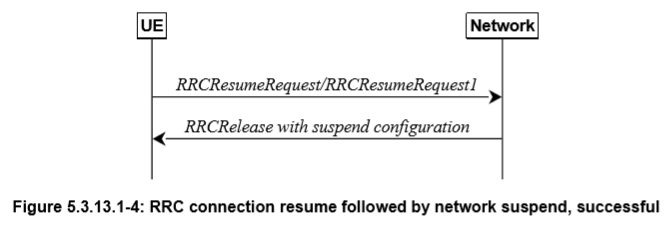 UE
Network
RRCResumeRequest/RRCResumeRequest1
RRCRelease with suspend configuration
Figure 5.3.13.1-4: RRC connection resume followed by network suspend, successful